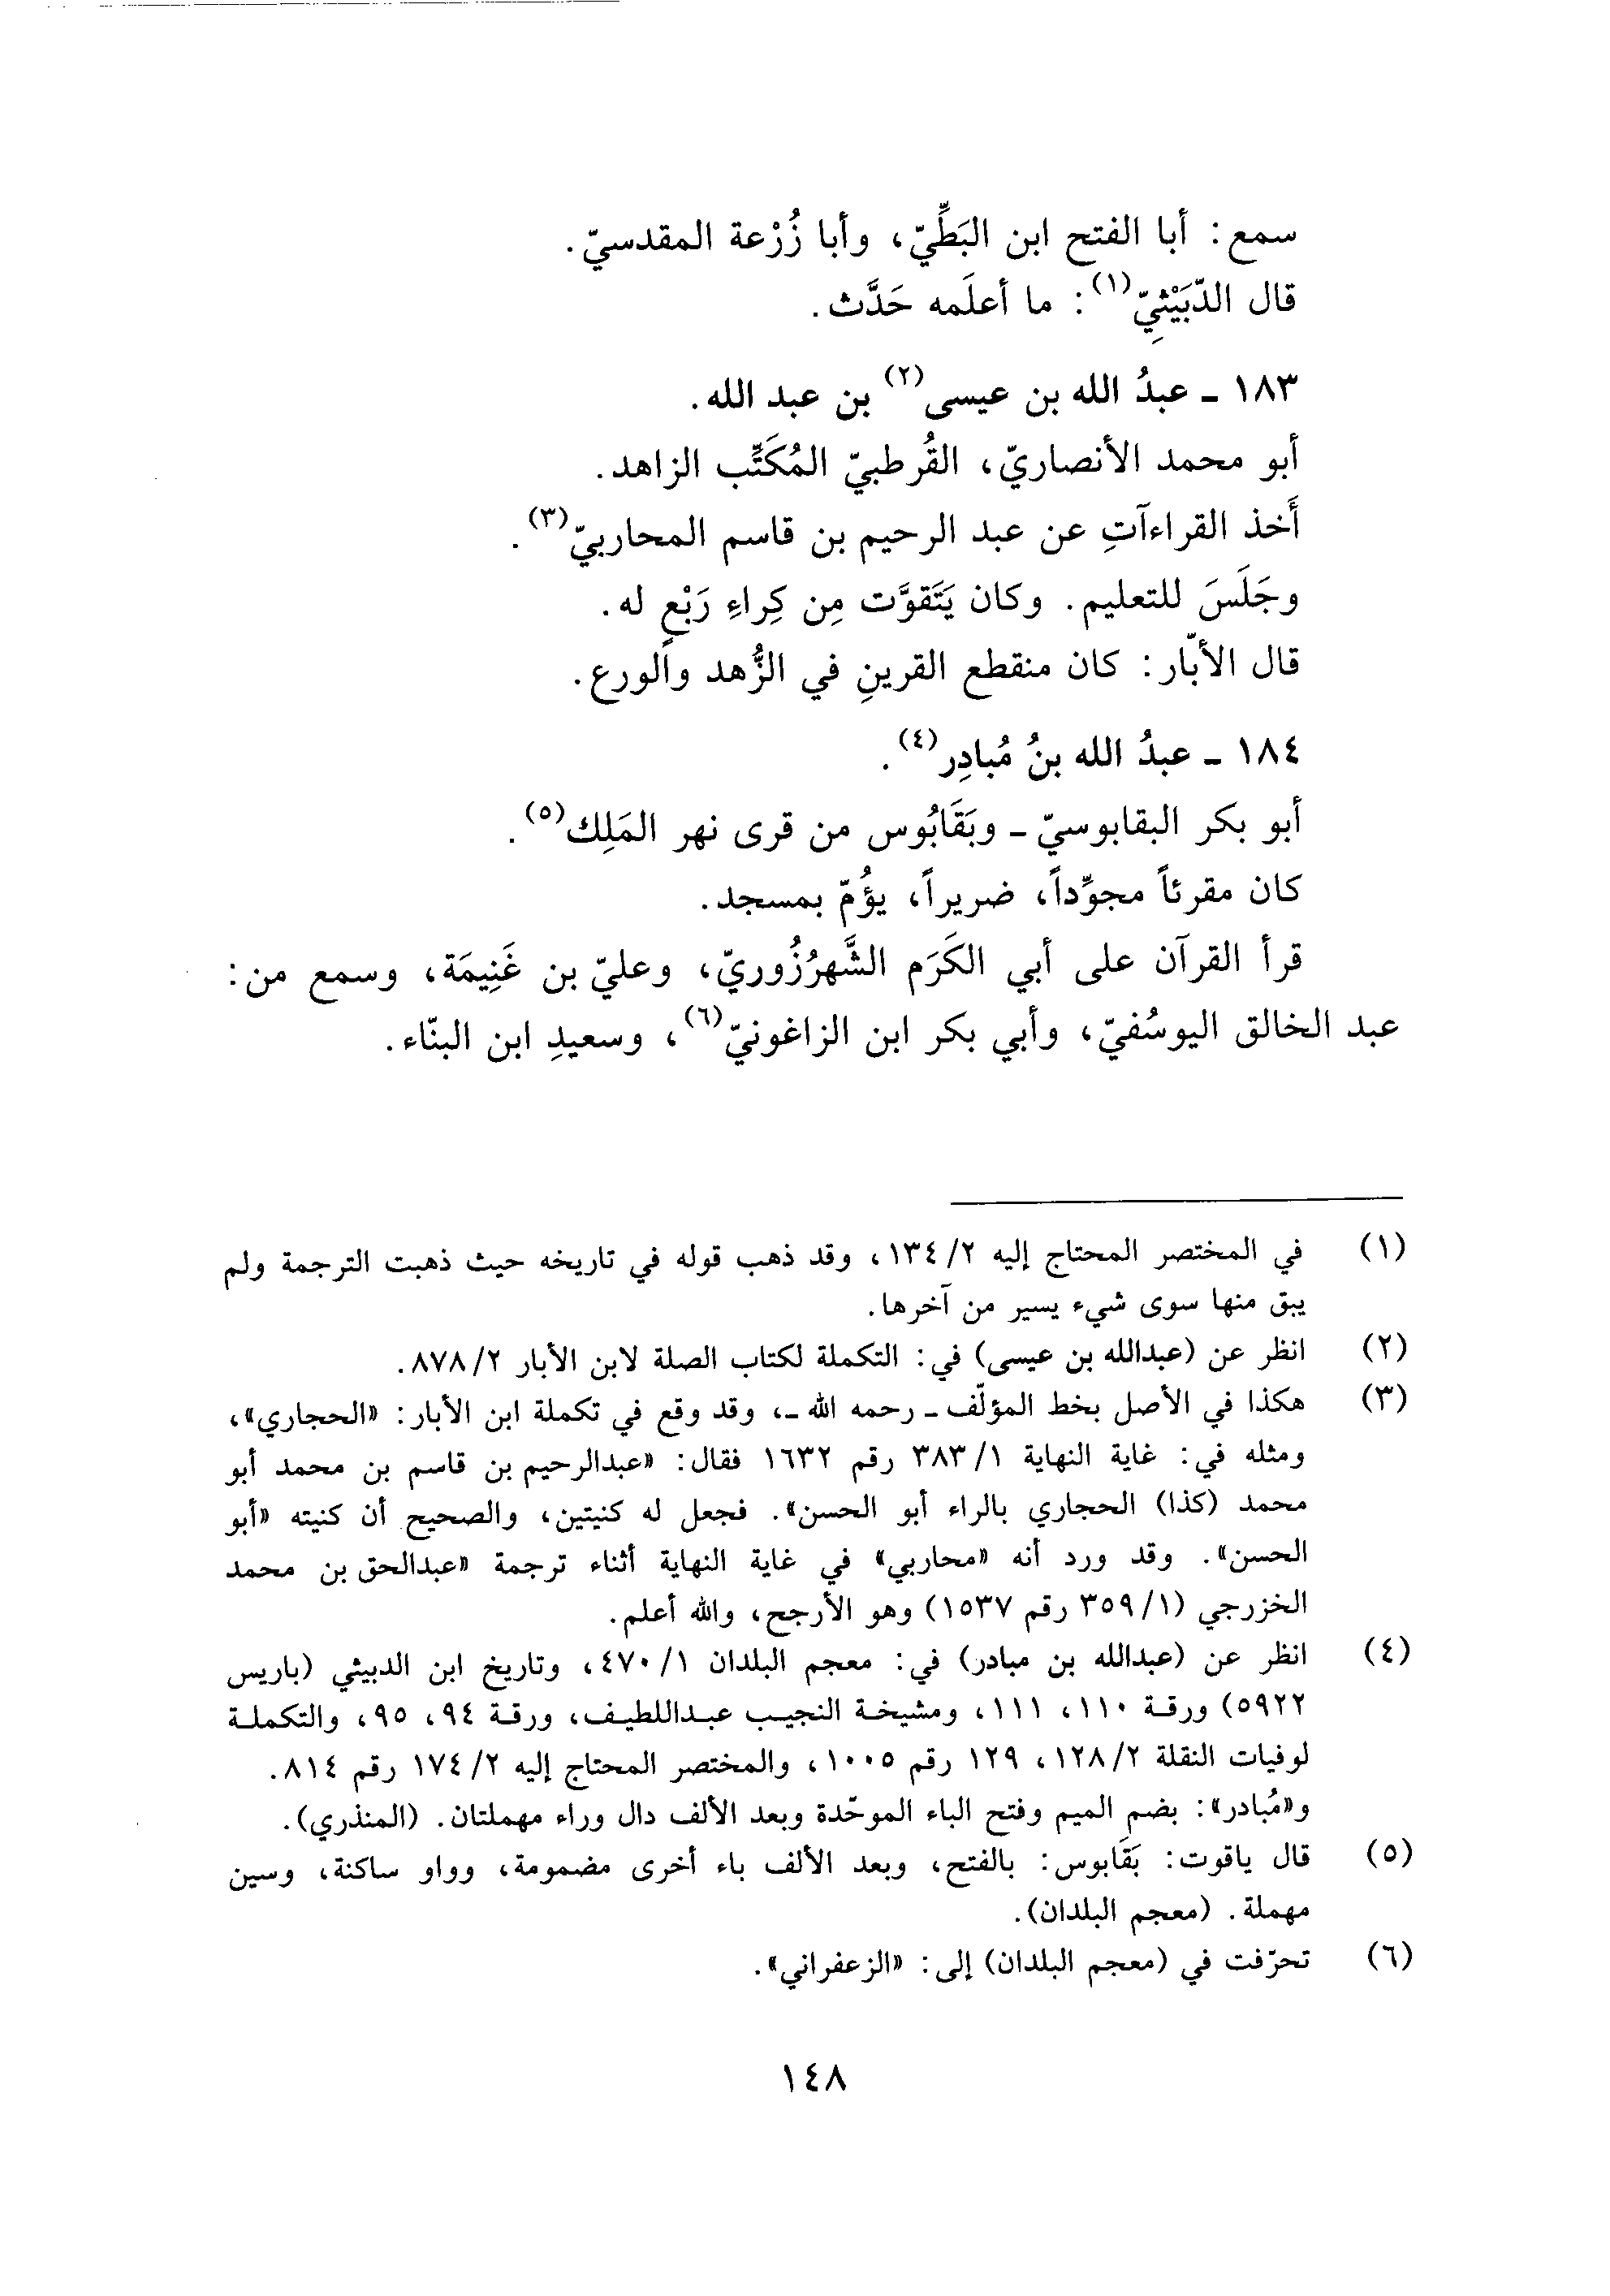 سمع: أبا الفتح ابن البَطِّيّ، وأبا زُرْعة المقدسيّ.
قال الدّبَيْثِيّ(١): ما أعلَمه حَدَّث.
١٨٣ ـ عبدُ الله بن عيسى(٢) بن عبد الله.
أبو محمد الأنصاريّ، القُرطبيّ المُكَتِّب الزاهد.
أَخذ القراءآتِ عن عبد الرحيم بن قاسم المحاربيّ(٣).
وجَلَسَ للتعليم. وكان يَتَقوَّت مِن كِراءِ رَبْعٍ له.
قال الأبّار: كان منقطع القرينِ في الزُّهد والورع.
١٨٤ ـ عبدُ الله بنُ مُبادِر(٤).
أبو بكر البقابوسيّ ـ وبَقَابُوس من قرى نهر المَلِك(٥).
كان مقرئاً مجوِّداً، ضريراً، يؤُمّ بمسجد.
قرأ القرآن على أبي الكَرَم الشَّهرُزُوريّ، وعليّ بن غَنِيمَة، وسمع من:
عبد الخالق اليوسُفيّ، وأبي بكر ابن الزاغونيّ(٦)، وسعيدِ ابن البنّاء.
(١) في المختصر المحتاج إليه ٢/ ١٣٤، وقد ذهب قوله في تاريخه حيث ذهبت الترجمة ولم
يبق منها سوى شيء يسير من آخرها.
(٢) انظر عن (عبدالله بن عيسى) في: التكملة لكتاب الصلة لابن الأبار ٢/ ٨٧٨.
(٣) هكذا في الأصل بخط المؤلّف ـ رحمه الله ـ، وقد وقع في تكملة ابن الأبار: «الحجاري»،
ومثله في: غاية النهاية ١/ ٣٨٣ رقم ١٦٣٢ فقال: «عبدالرحيم بن قاسم بن محمد أبو
محمد (كذا) الحجاري بالراء أبو الحسن». فجعل له كنيتين، والصحيح أن كنيته «أبو
الحسن». وقد ورد أنه «محاربي» في غاية النهاية أثناء ترجمة «عبدالحق بن محمد
الخزرجي (١/ ٣٥٩ رقم ١٥٣٧) وهو الأرجح، والله أعلم.
(٤) انظر عن (عبدالله بن مبادر) في: معجم البلدان ١/ ٤٧٠، وتاريخ ابن الدبيثي (باريس
٥٩٢٢) ورقة ١١٠، ١١١، ومشيخة النجيب عبداللطيف، ورقة ٩٤، ٩٥، والتكملة
لوفيات النقلة ٢/ ١٢٨، ١٢٩ رقم ١٠٠٥، والمختصر المحتاج إليه ٢/ ١٧٤ رقم ٨١٤.
و«مُبادر»: بضم الميم وفتح الباء الموحّدة وبعد الألف دال وراء مهملتان. (المنذري).
(٥) قال ياقوت: بَقَابوس: بالفتح، وبعد الألف باء أخرى مضمومة، وواو ساكنة، وسين
مهملة. (معجم البلدان).
(٦) تحرّفت في (معجم البلدان) إلى: «الزعفراني».
١٤٨